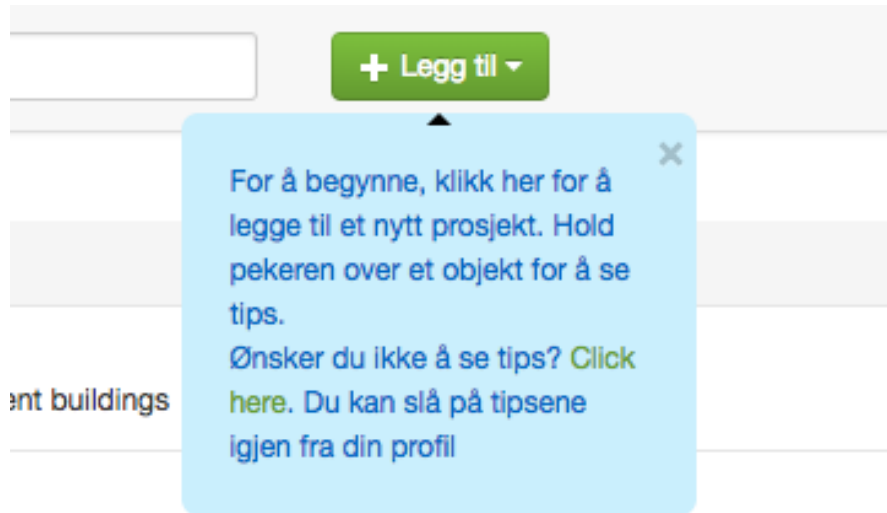 + Legg til
For å begynne, klikk her for å
legge til et nytt prosjekt. Hold
pekeren over et objekt for å se
tips.
Ønsker du ikke å se tips? Click
here. Du kan slå på tipsene
igjen fra din profil
buildings